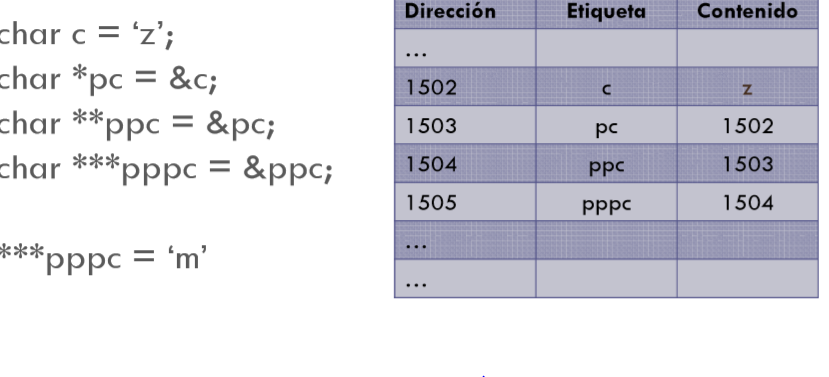 char c = ‘z’;
char *pc = &c;
char **ppc = &pc;
char ***pppc = &ppc;
***pppc = ‘m’
Dirección Etiqueta Contenido
...
1502 c z
1503 pc 1502
1504 ppc 1503
1505 pppc 1504
...
...